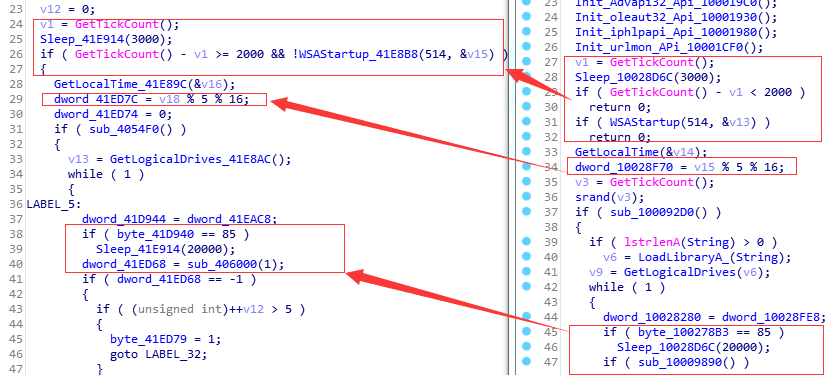 23 v12 = 0;
24 v1 = GetTickCount();
25 Sleep_41E914(3000);
26 if ( GetTickCount() - v1 >= 2000 && !WSAStartup_41E8B8(514, &v15) )
27 {
28 GetLocalTime_41E89C(&v16);
29 dword_41ED7C = v18 % 5 % 16;
30 dword_41ED74 = 0;
31 if ( sub_4054F0() )
32 {
33 v13 = GetLogicalDrives_41E8AC();
34 while ( 1 )
35 {
36 LABEL_5:
37 dword_41D944 = dword_41EAC8;
38 if ( byte_41D940 == 85 )
39 Sleep_41E914(20000);
40 dword_41ED68 = sub_406000(1);
41 if ( dword_41ED68 == -1 )
42 {
43 if ( (unsigned int)++v12 > 5 )
44 {
45 byte_41ED79 = 1;
46 goto LABEL_32;
47 }
23 Init_Advapi32_Api_100019C0();
24 Init_oleaut32_Api_10001930();
25 Init_iphlpapi_Api_10001980();
26 Init_urlmon_APi_10001CF0();
27 v1 = GetTickCount();
28 Sleep_10028D6C(3000);
29 if ( GetTickCount() - v1 < 2000 )
30 return 0;
31 if ( WSAStartup(514, &v13) )
32 return 0;
33 GetLocalTime(&v14);
34 dword_10028F70 = v15 % 5 % 16;
35 v3 = GetTickCount();
36 srand(v3);
37 if ( sub_100092D0() )
38 {
39 if ( lstrlenA(String) > 0 )
40 v6 = LoadLibraryA_(String);
41 v9 = GetLogicalDrives(v6);
42 while ( 1 )
43 {
44 dword_10028280 = dword_10028FE8;
45 if ( byte_100278B3 == 85 )
46 Sleep_10028D6C(20000);
47 if ( sub_10009890() )